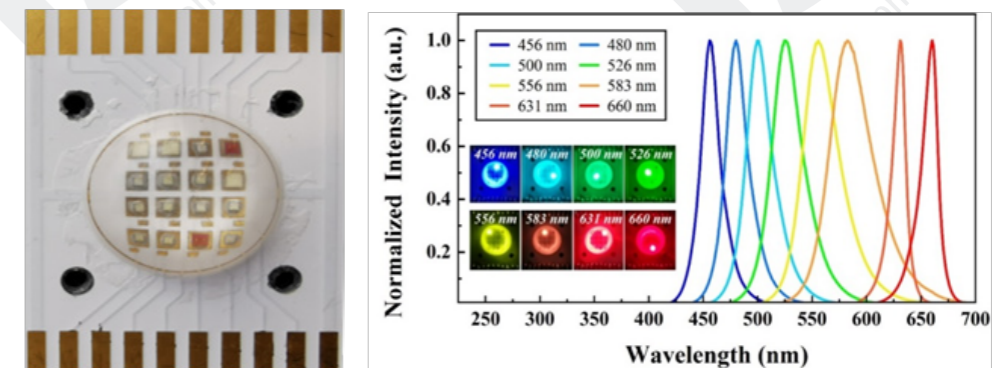 Normalized Intensity (a.u.)
1.0
0.8
0.6
0.4
0.2
456 nm 480 nm
500 nm 526 nm
556 nm 583 nm
631 nm 660 nm
456 nm 480 nm 500 nm 526 nm
556 nm 583 nm 631 nm 660 nm
250 300 350 400 450 500 550 600 650 700
Wavelength (nm)